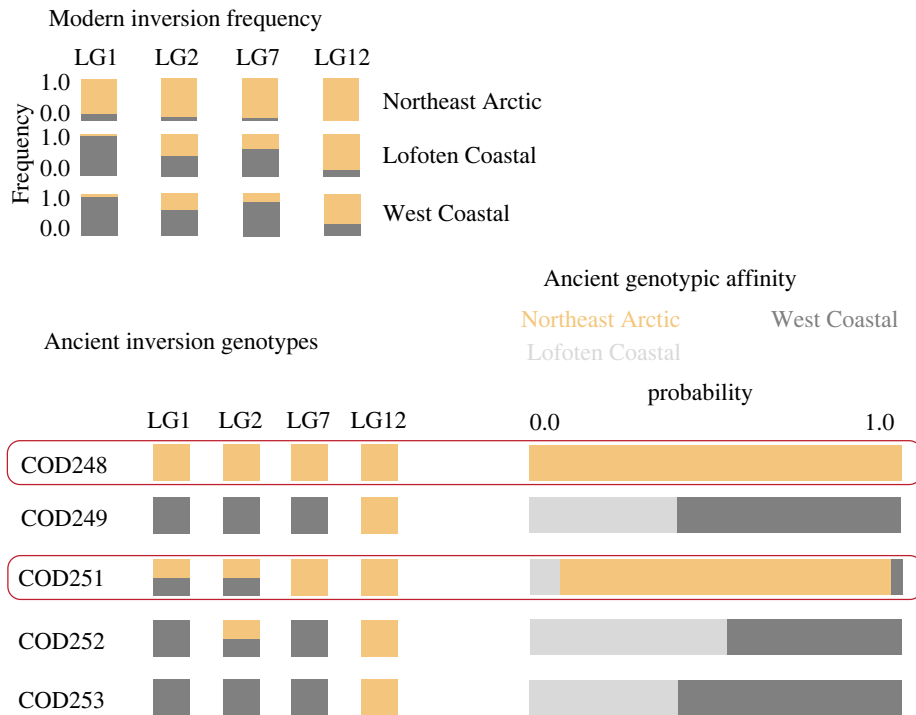 Modern inversion frequency
LG1 LG2 LG7 LG12
Frequency
1.0
0.0
Northeast Arctic
1.0
0.0
Lofoten Coastal
1.0
0.0
West Coastal
Ancient genotypic affinity
Northeast Arctic West Coastal
Lofoten Coastal
Ancient inversion genotypes
probability
LG1 LG2 LG7 LG12
0.0 1.0
COD248
COD249
COD251
COD252
COD253